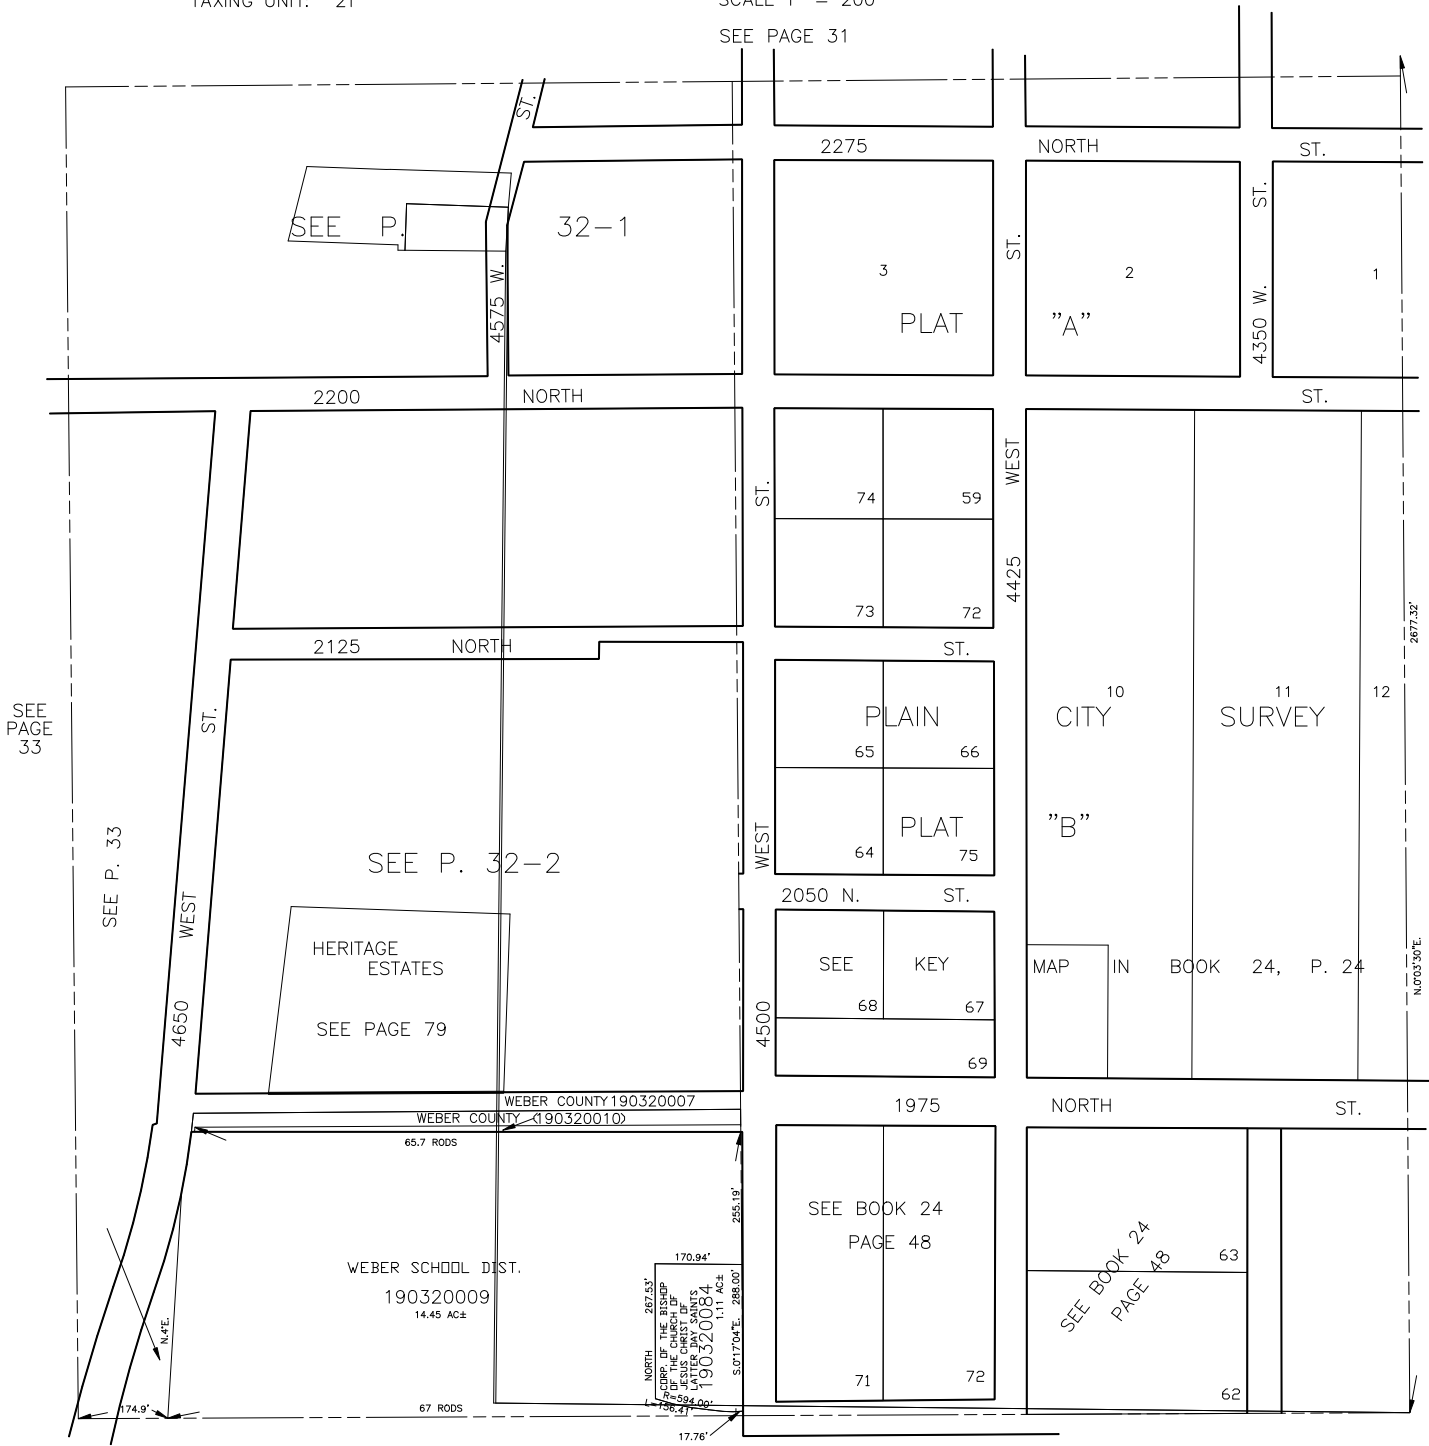 TAXING UNIT: 21
SCALE 1" = 200'
SEE PAGE 31
ST.
2275 NORTH ST.
SEE P. 32-1
4575 W.
3
2
1
PLAT "A"
ST.
ST.
4350 W.
2200 NORTH ST.
74
59
73
72
ST.
WEST
4425
2677.32'
2125 NORTH ST.
SEE
PAGE
33
ST.
10
11
12
PLAIN CITY SURVEY
65
66
PLAT "B"
64
75
WEST
SEE P. 33
SEE P. 32-2
WEST
2050 N. ST.
HERITAGE
ESTATES
SEE PAGE 79
SEE KEY MAP IN BOOK 24, P. 24
N.0°03'30"E.
68
67
69
4650
4500
WEBER COUNTY 190320007
WEBER COUNTY (190320010)
1975 NORTH ST.
65.7 RODS
255.19'
SEE BOOK 24
PAGE 48
SEE BOOK 24
PAGE 48
63
62
WEBER SCHOOL DIST.
190320009
14.45 AC±
170.94'
NORTH 267.53'
CORP. OF THE BISHOP
OF THE CHURCH OF
JESUS CHRIST OF
LATTER DAY SAINTS
190320084
1.11 AC±
S.0°17'04"E. 288.00'
R=594.00'
L=156.41'
71
72
N.4°E.
174.9'
67 RODS
17.76'